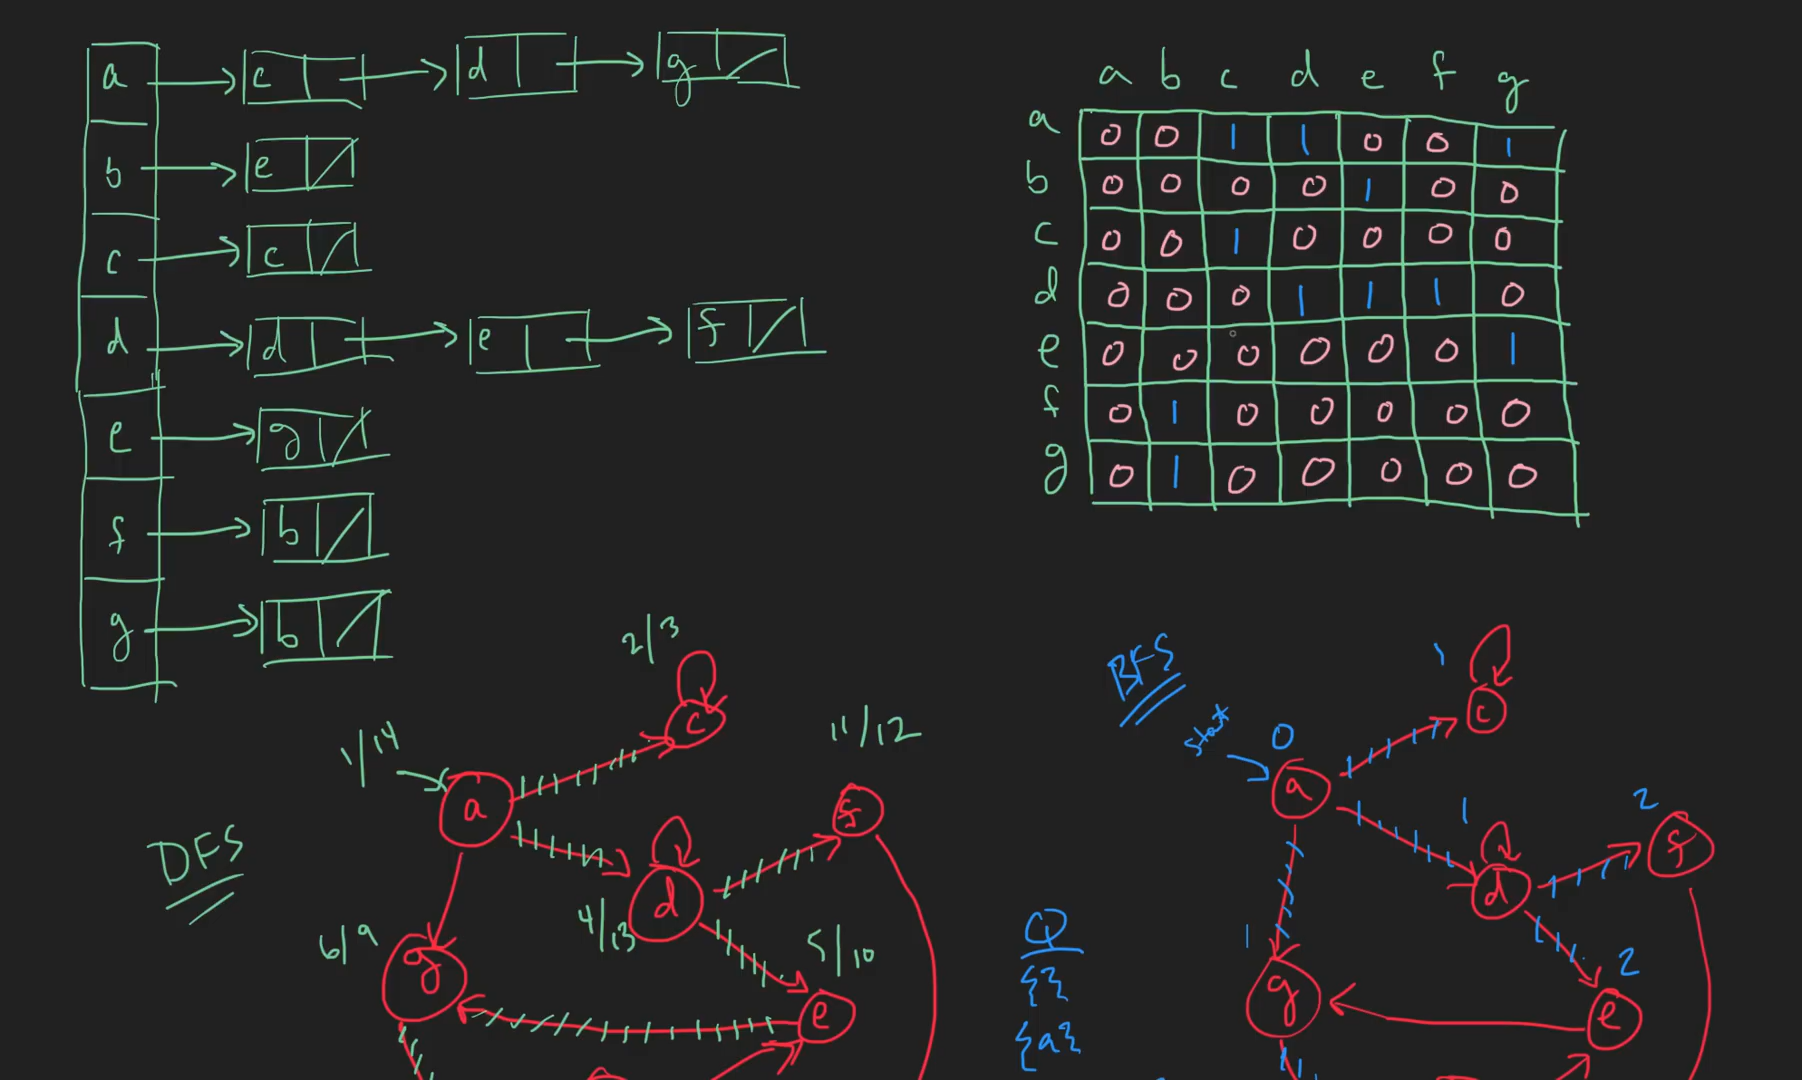 a c d g
b e
c c
d d e f
e g
f b
g b
a b c d e f g
a 0 0 1 1 0 0 1
b 0 0 0 0 1 0 0
c 0 0 1 0 0 0 0
d 0 0 0 1 1 1 0
e 0 0 0 0 0 0 1
f 0 1 0 0 0 0 0
g 0 1 0 0 0 0 0
DFS
2/3
c
1/14
a
11/12
f
4/13
d
6/9
g
5/10
e
BFS
start
0
a
1
c
1
d
2
f
1
g
2
e
Q
{}
{a}